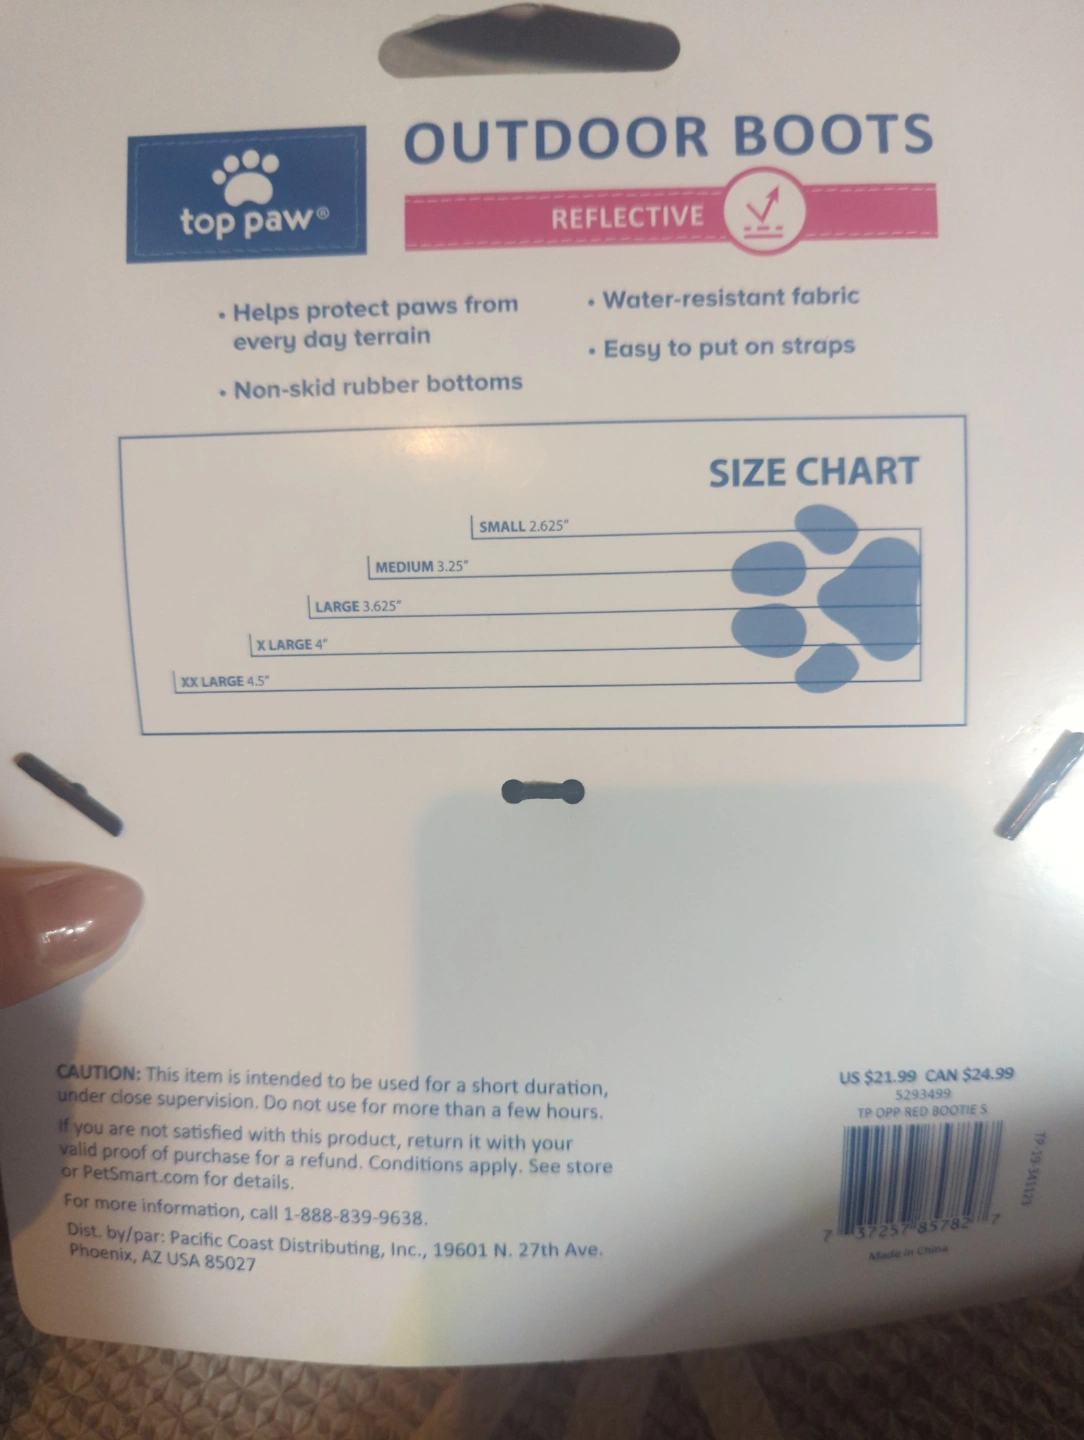 top paw®
OUTDOOR BOOTS
REFLECTIVE
• Helps protect paws from
every day terrain
• Non-skid rubber bottoms
• Water-resistant fabric
• Easy to put on straps
SIZE CHART
SMALL 2.625"
MEDIUM 3.25"
LARGE 3.625"
X LARGE 4"
XX LARGE 4.5"
CAUTION: This item is intended to be used for a short duration,
under close supervision. Do not use for more than a few hours.
If you are not satisfied with this product, return it with your
valid proof of purchase for a refund. Conditions apply. See store
or PetSmart.com for details.
For more information, call 1-888-839-9638.
Dist. by/par: Pacific Coast Distributing, Inc., 19601 N. 27th Ave.
Phoenix, AZ USA 85027
US $21.99 CAN $24.99
5293499
TP OPP RED BOOTIE S
7 37257 85782 7
Made in China